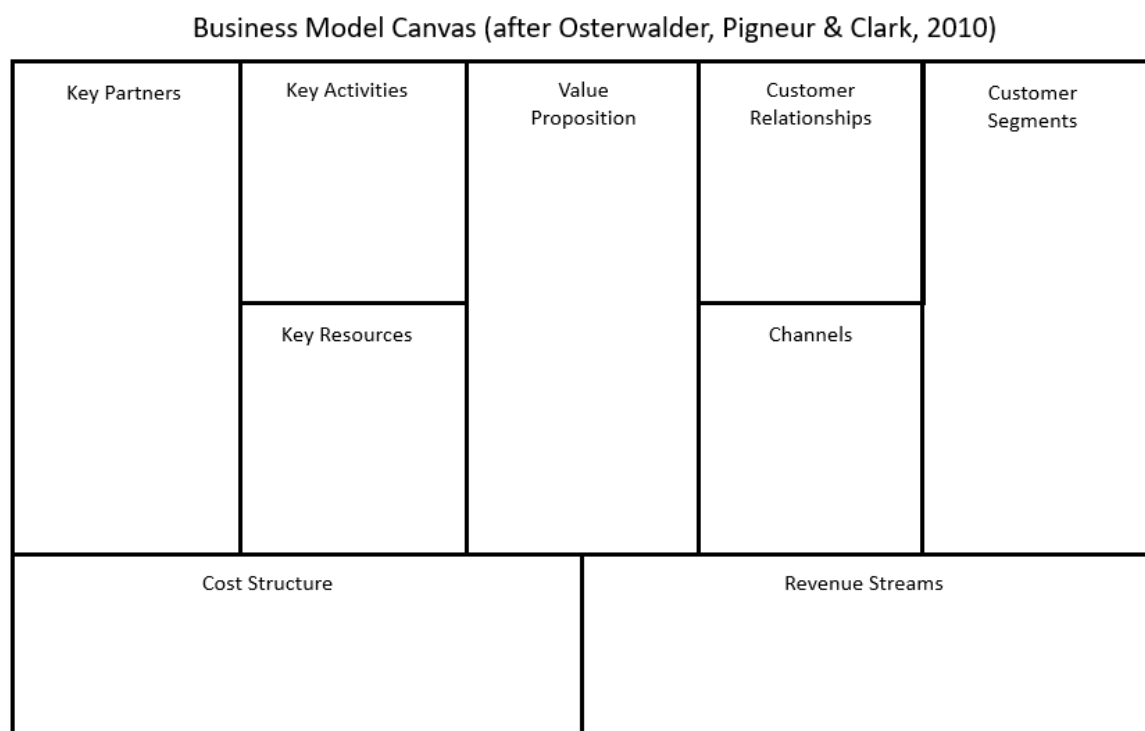 Business Model Canvas (after Osterwalder, Pigneur & Clark, 2010)
Key Partners
Key Activities
Key Resources
Value
Proposition
Customer
Relationships
Channels
Customer
Segments
Cost Structure
Revenue Streams